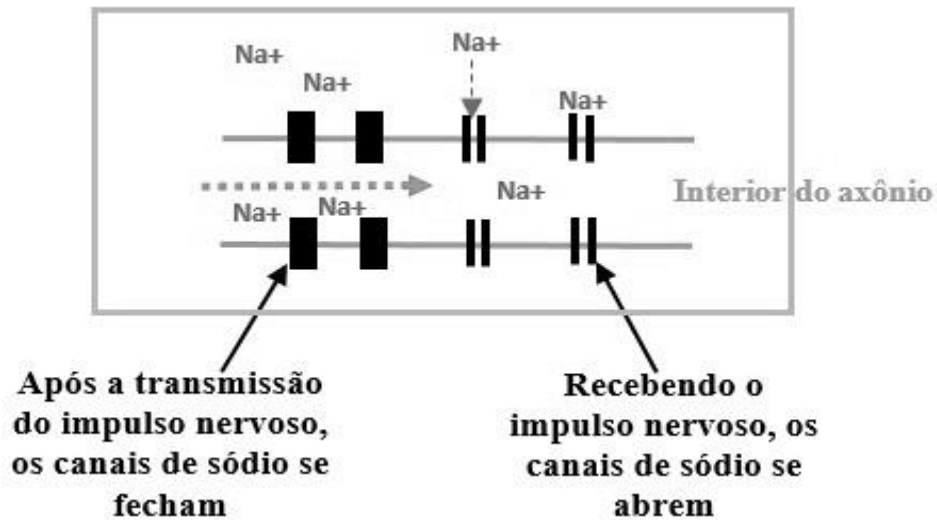 Na+
Na+
Na+
Na+
Na+
Na+
Na+
Interior do axônio
Após a transmissão
do impulso nervoso,
os canais de sódio se
fecham
Recebendo o
impulso nervoso, os
canais de sódio se
abrem